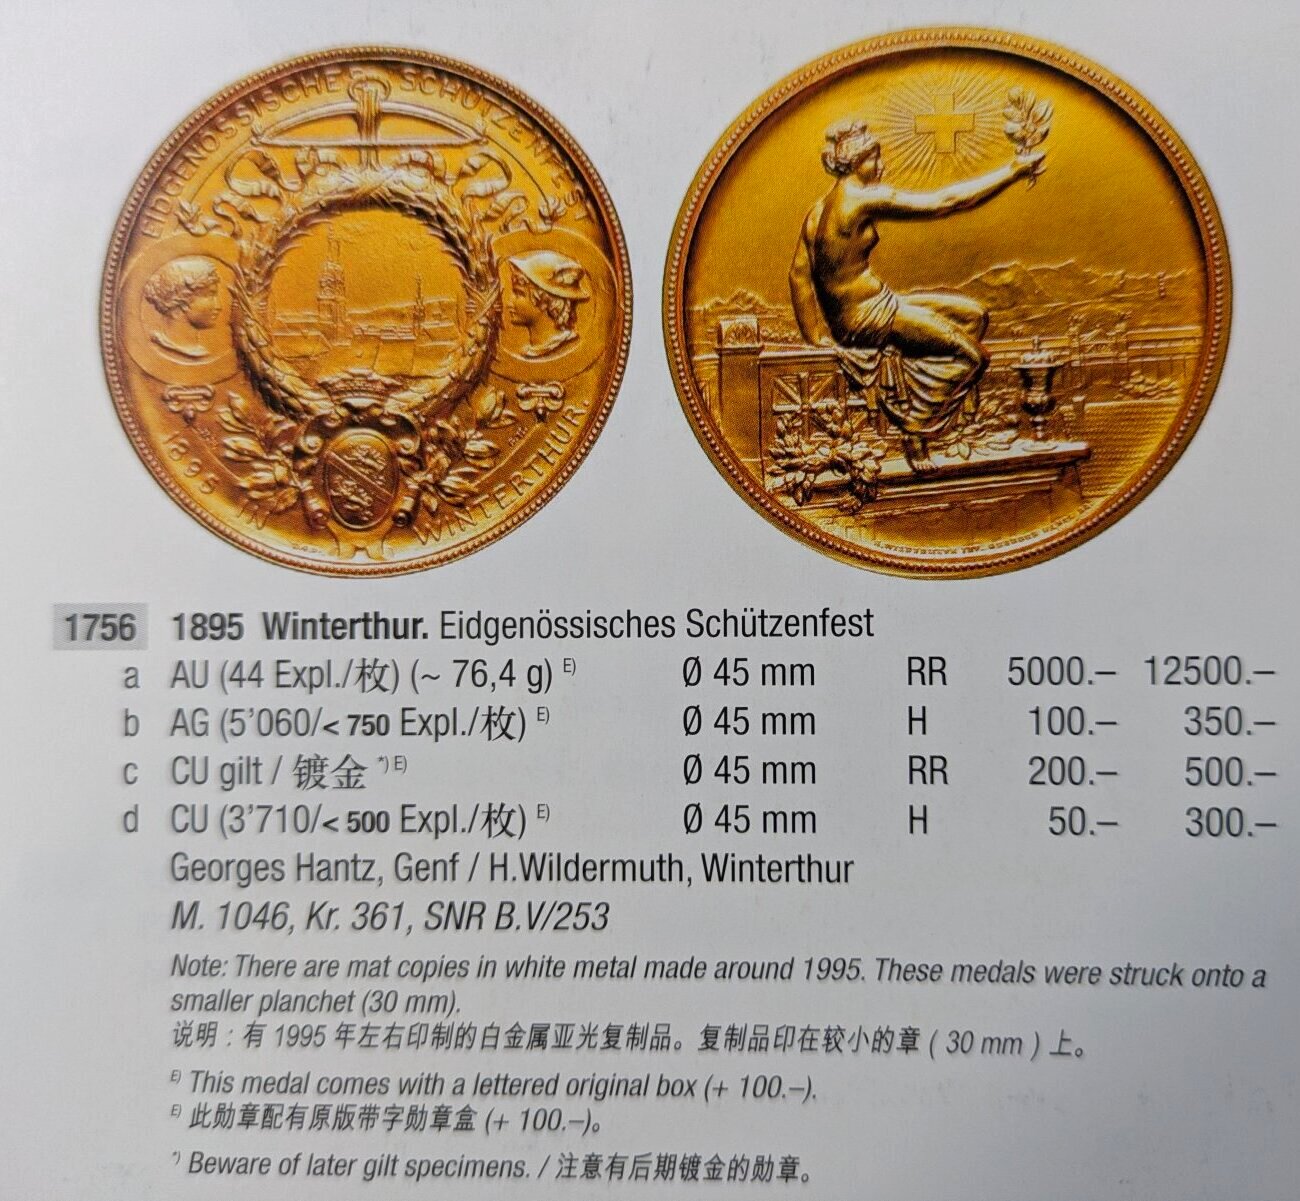 EIDGENÖSSISCHES SCHÜTZENFEST
1895 IN WINTERTHUR.
1756 1895 Winterthur. Eidgenössisches Schützenfest
a AU (44 Expl./枚) (~ 76,4 g) E) Ø 45 mm RR 5000.– 12500.–
b AG (5'060/< 750 Expl./枚) E) Ø 45 mm H 100.– 350.–
c CU gilt / 镀金 *) E) Ø 45 mm RR 200.– 500.–
d CU (3'710/< 500 Expl./枚) E) Ø 45 mm H 50.– 300.–
Georges Hantz, Genf / H.Wildermuth, Winterthur
M. 1046, Kr. 361, SNR B.V/253
Note: There are mat copies in white metal made around 1995. These medals were struck onto a
smaller planchet (30 mm).
说明：有 1995 年左右印制的白金属亚光复制品。复制品印在较小的章 ( 30 mm ) 上。
E) This medal comes with a lettered original box (+ 100.–).
E) 此勋章配有原版带字勋章盒 (+ 100.–)。
*) Beware of later gilt specimens. / 注意有后期镀金的勋章。